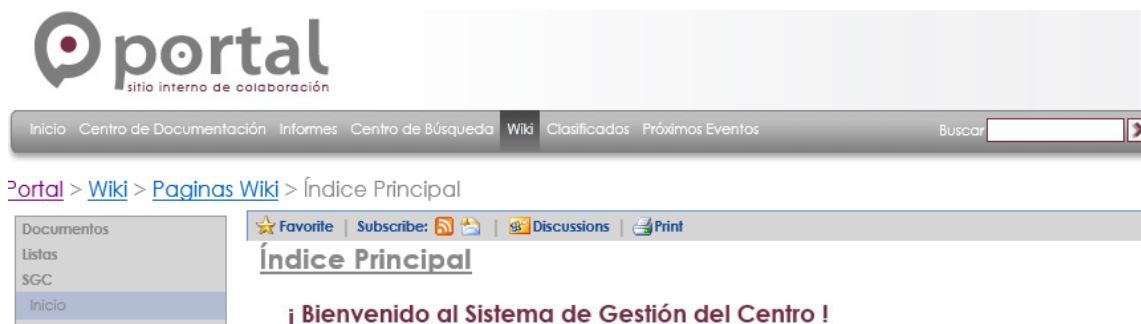 portal
sitio interno de colaboración
Inicio Centro de Documentación Informes Centro de Búsqueda Wiki Clasificados Próximos Eventos Buscar
Portal > Wiki > Paginas Wiki > Índice Principal
Documentos
Listas
SGC
Inicio
Favorite | Subscribe: | Discussions | Print
Índice Principal
¡ Bienvenido al Sistema de Gestión del Centro !